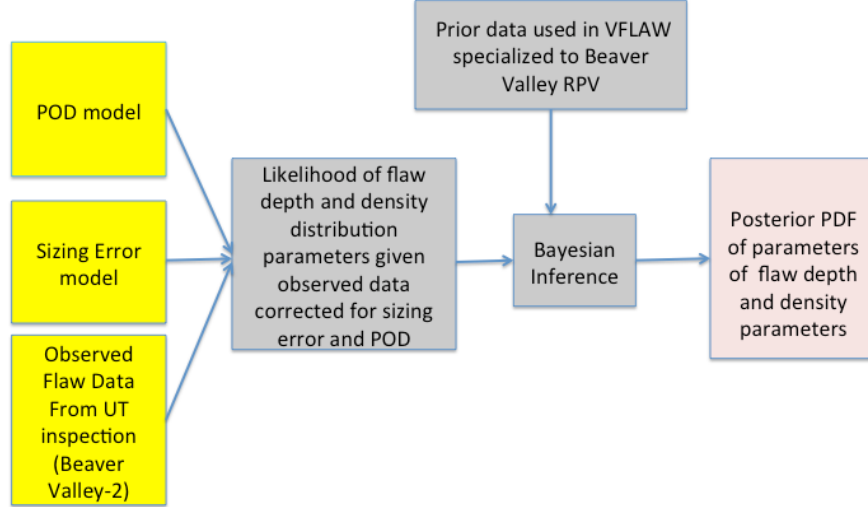 POD model
Sizing Error
model
Observed
Flaw Data
From UT
inspection
(Beaver
Valley-2)
Likelihood of flaw
depth and density
distribution
parameters given
observed data
corrected for sizing
error and POD
Prior data used in VFLAW
specialized to Beaver
Valley RPV
Bayesian
Inference
Posterior PDF
of parameters
of flaw depth
and density
parameters